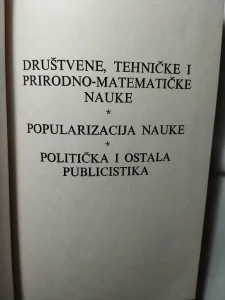 DRUŠTVENE, TEHNIČKE I
PRIRODNO-MATEMATIČKE
NAUKE
*
POPULARIZACIJA NAUKE
*
POLITIČKA I OSTALA
PUBLICISTIKA